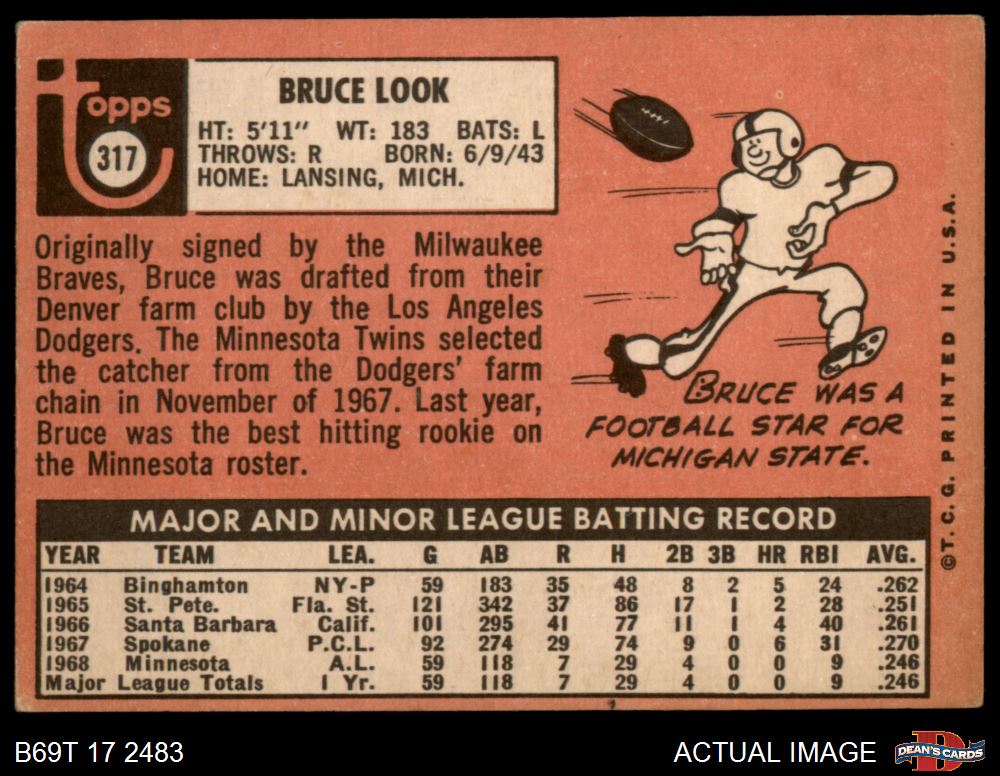 Topps
317
BRUCE LOOK
HT: 5'11" WT: 183 BATS: L
THROWS: R BORN: 6/9/43
HOME: LANSING, MICH.
Originally signed by the Milwaukee
Braves, Bruce was drafted from their
Denver farm club by the Los Angeles
Dodgers. The Minnesota Twins selected
the catcher from the Dodgers' farm
chain in November of 1967. Last year,
Bruce was the best hitting rookie on
the Minnesota roster.
BRUCE WAS A
FOOTBALL STAR FOR
MICHIGAN STATE.
©T.C.G. PRINTED IN U.S.A.
MAJOR AND MINOR LEAGUE BATTING RECORD
YEAR TEAM LEA. G AB R H 2B 3B HR RBI AVG.
1964 Binghamton NY-P 59 183 35 48 8 2 5 24 .262
1965 St. Pete. Fla. St. 121 342 37 86 17 1 2 28 .251
1966 Santa Barbara Calif. 101 295 41 77 11 1 4 40 .261
1967 Spokane P.C.L. 92 274 29 74 9 0 6 31 .270
1968 Minnesota A.L. 59 118 7 29 4 0 0 9 .246
Major League Totals 1 Yr. 59 118 7 29 4 0 0 9 .246
B69T 17 2483
ACTUAL IMAGE
D
DEAN'S CARDS